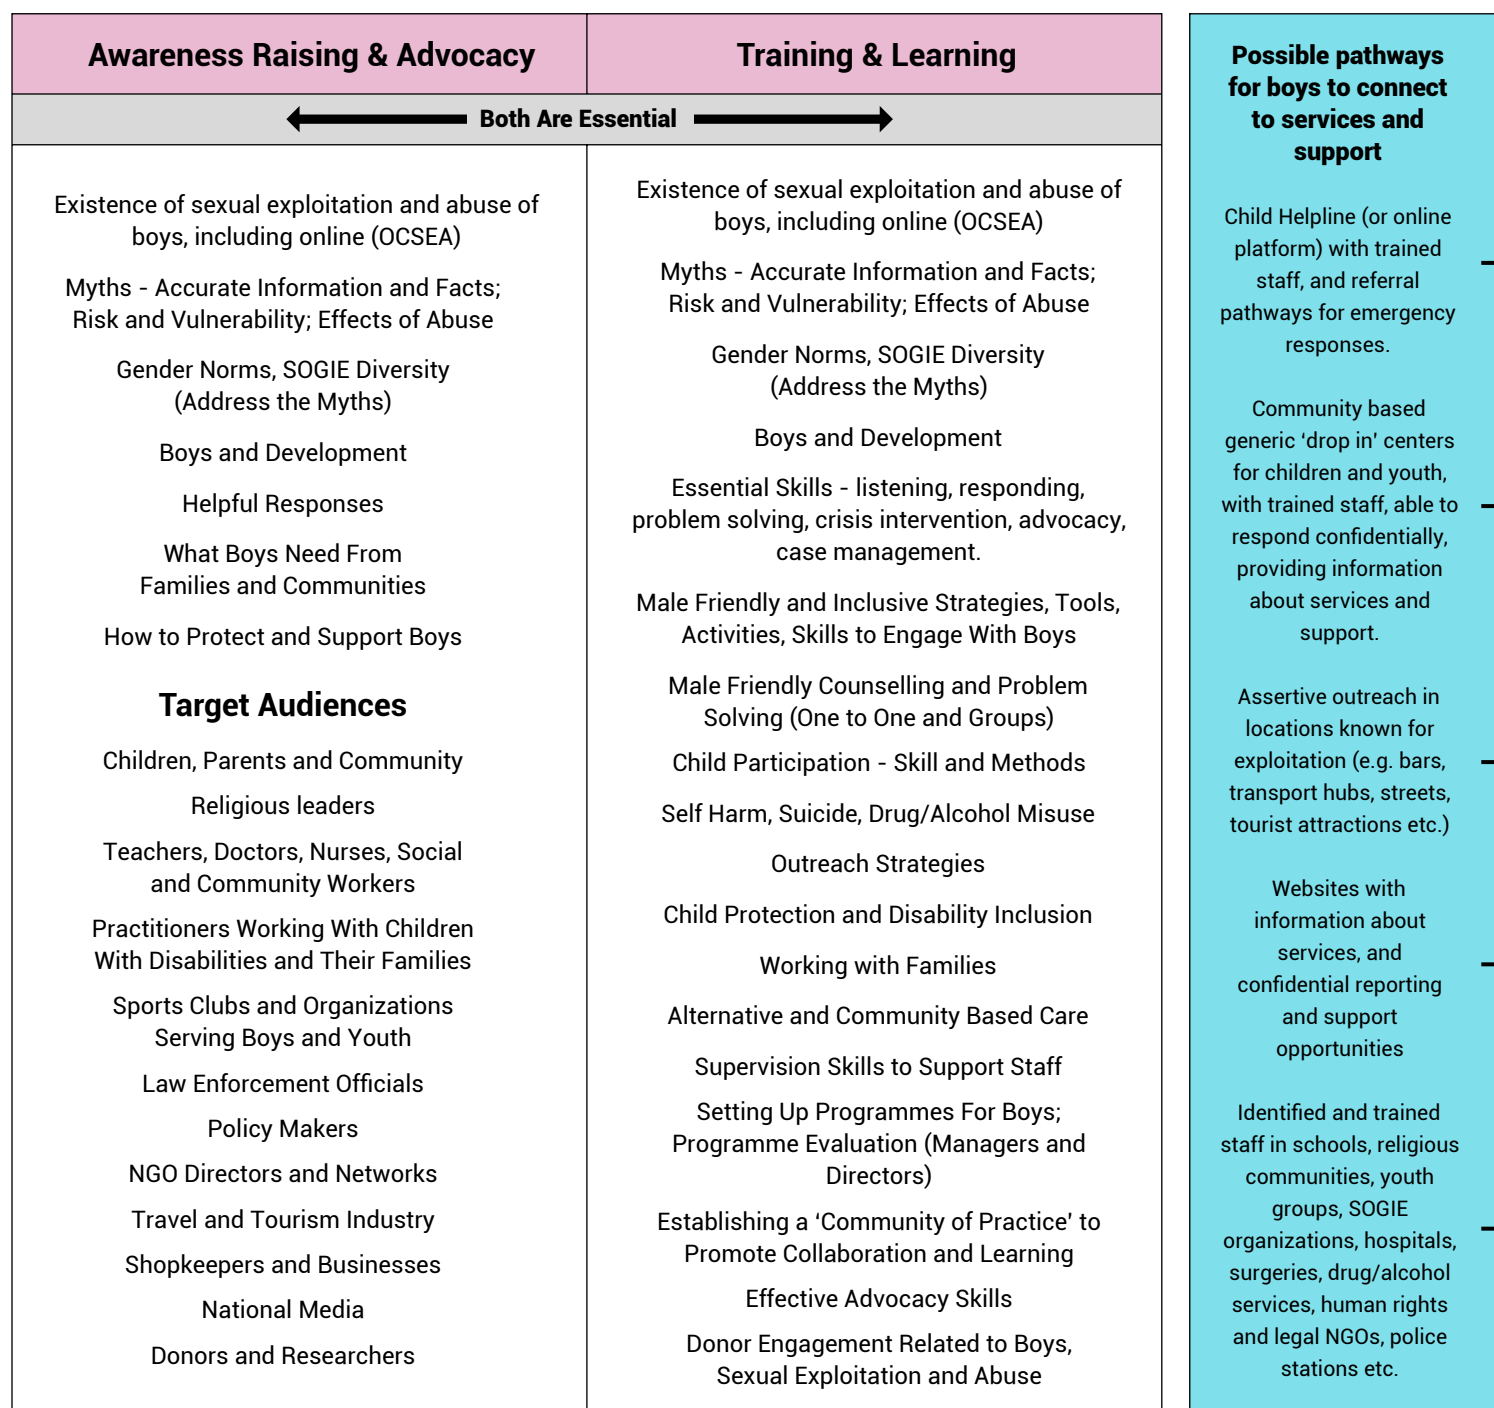 Awareness Raising & Advocacy
Training & Learning
Both Are Essential
Existence of sexual exploitation and abuse of
boys, including online (OCSEA)
Myths - Accurate Information and Facts;
Risk and Vulnerability; Effects of Abuse
Gender Norms, SOGIE Diversity
(Address the Myths)
Boys and Development
Helpful Responses
What Boys Need From
Families and Communities
How to Protect and Support Boys
Target Audiences
Children, Parents and Community
Religious leaders
Teachers, Doctors, Nurses, Social
and Community Workers
Practitioners Working With Children
With Disabilities and Their Families
Sports Clubs and Organizations
Serving Boys and Youth
Law Enforcement Officials
Policy Makers
NGO Directors and Networks
Travel and Tourism Industry
Shopkeepers and Businesses
National Media
Donors and Researchers
Existence of sexual exploitation and abuse of
boys, including online (OCSEA)
Myths - Accurate Information and Facts;
Risk and Vulnerability; Effects of Abuse
Gender Norms, SOGIE Diversity
(Address the Myths)
Boys and Development
Essential Skills - listening, responding,
problem solving, crisis intervention, advocacy,
case management.
Male Friendly and Inclusive Strategies, Tools,
Activities, Skills to Engage With Boys
Male Friendly Counselling and Problem
Solving (One to One and Groups)
Child Participation - Skill and Methods
Self Harm, Suicide, Drug/Alcohol Misuse
Outreach Strategies
Child Protection and Disability Inclusion
Working with Families
Alternative and Community Based Care
Supervision Skills to Support Staff
Setting Up Programmes For Boys;
Programme Evaluation (Managers and
Directors)
Establishing a ‘Community of Practice’ to
Promote Collaboration and Learning
Effective Advocacy Skills
Donor Engagement Related to Boys,
Sexual Exploitation and Abuse
Possible pathways
for boys to connect
to services and
support
Child Helpline (or online
platform) with trained
staff, and referral
pathways for emergency
responses.
Community based
generic ‘drop in’ centers
for children and youth,
with trained staff, able to
respond confidentially,
providing information
about services and
support.
Assertive outreach in
locations known for
exploitation (e.g. bars,
transport hubs, streets,
tourist attractions etc.)
Websites with
information about
services, and
confidential reporting
and support
opportunities
Identified and trained
staff in schools, religious
communities, youth
groups, SOGIE
organizations, hospitals,
surgeries, drug/alcohol
services, human rights
and legal NGOs, police
stations etc.